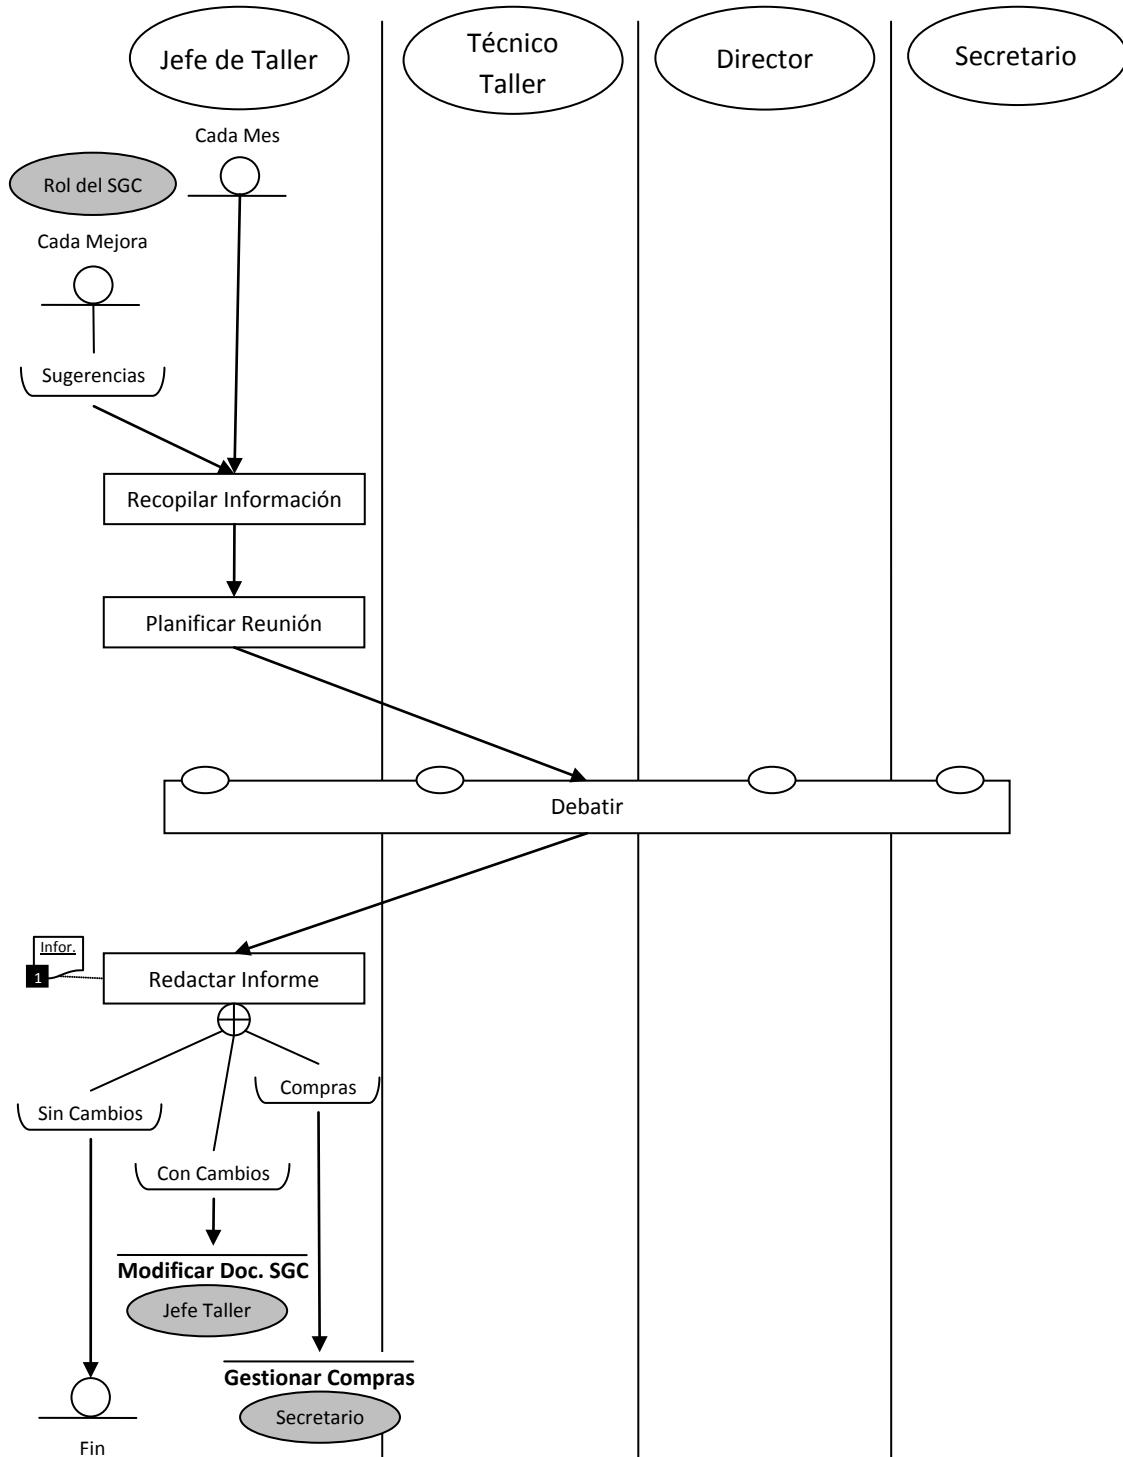 Jefe de Taller
Técnico
Taller
Director
Secretario
Cada Mes
Rol del SGC
Cada Mejora
Sugerencias
Recopilar Información
Planificar Reunión
Debatir
Infor.
1
Redactar Informe
Compras
Sin Cambios
Con Cambios
Modificar Doc. SGC
Jefe Taller
Gestionar Compras
Secretario
Fin